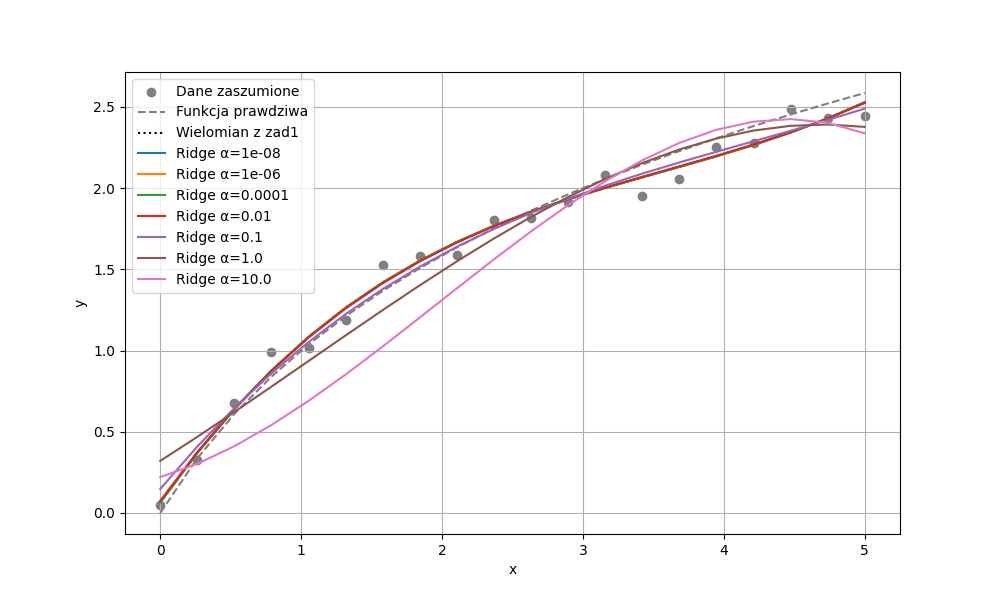 Dane zaszumione
Funkcja prawdziwa
Wielomian z zad1
Ridge α=1e-08
Ridge α=1e-06
Ridge α=0.0001
Ridge α=0.01
Ridge α=0.1
Ridge α=1.0
Ridge α=10.0
2.5
2.0
1.5
1.0
0.5
0.0
y
0 1 2 3 4 5
x